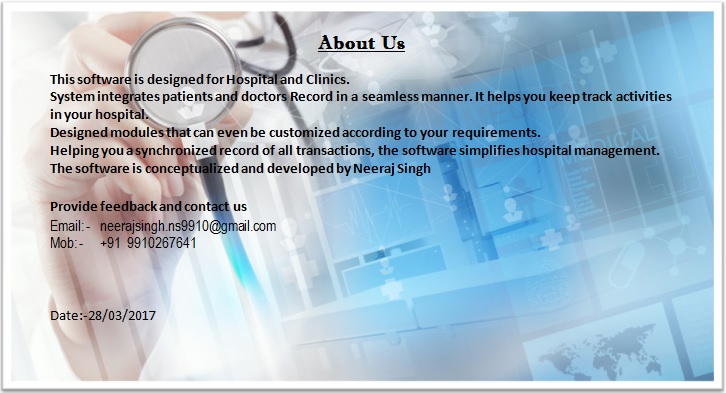 About Us
This software is designed for Hospital and Clinics.
System integrates patients and doctors Record in a seamless manner. It helps you keep track activities
in your hospital.
Designed modules that can even be customized according to your requirements.
Helping you a synchronized record of all transactions, the software simplifies hospital management.
The software is conceptualized and developed by Neeraj Singh
Provide feedback and contact us
Email:- neerajsingh.ns9910@gmail.com
Mob:- +91 9910267641
Date:-28/03/2017
MEDICAL